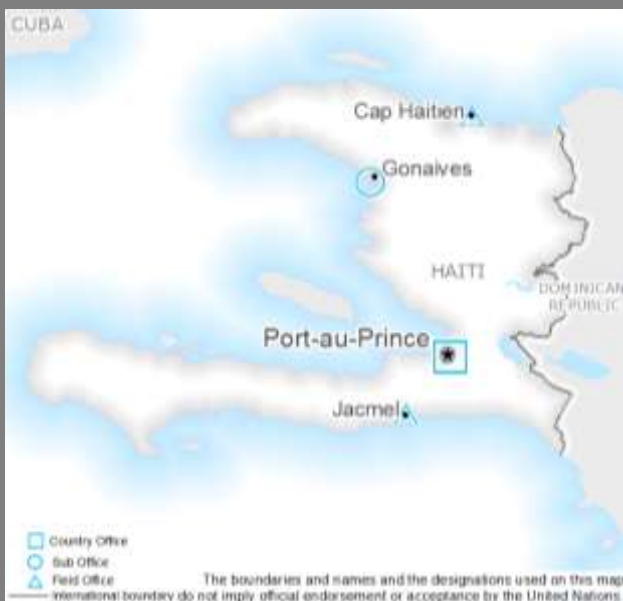 CUBA
Cap Haitien
Gonaives
HAITI
DOMINICAN
REPUBLIC
Port-au-Prince
Jacmel
Country Office
Sub Office
Field Office
The boundaries and names and the designations used on this map
International boundary do not imply official endorsement or acceptance by the United Nations